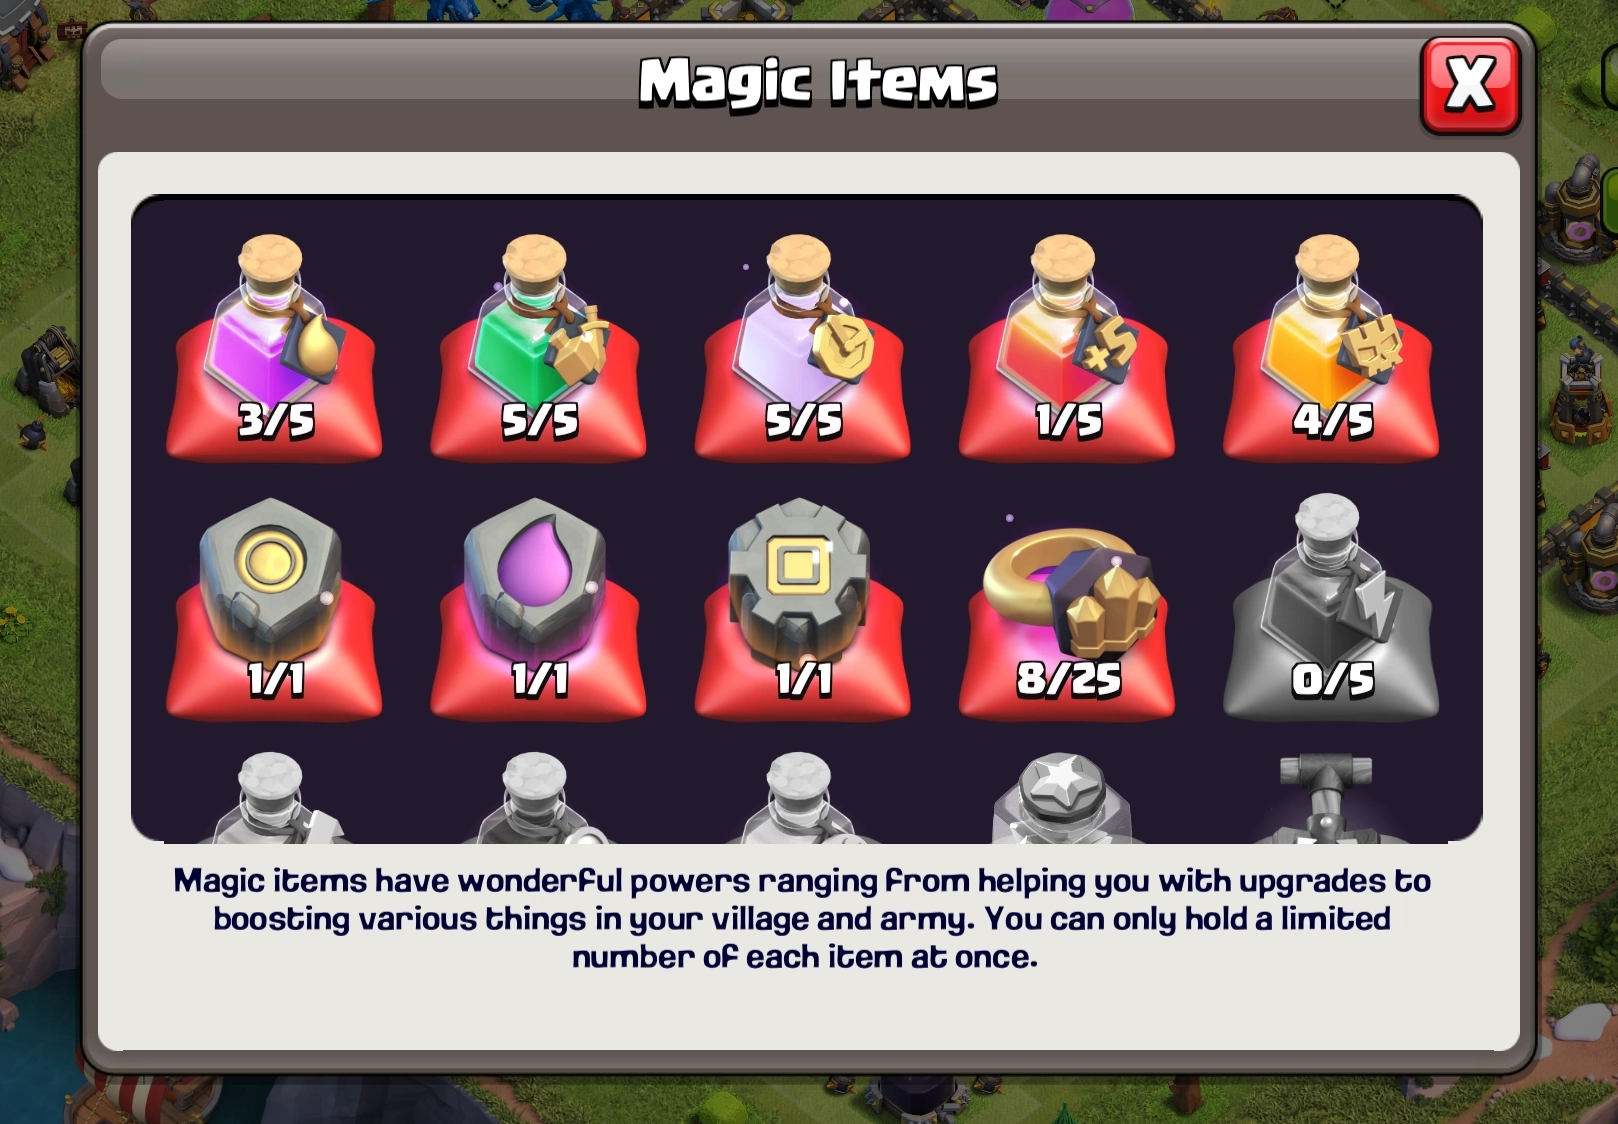 Magic Items
X
3/5
5/5
5/5
+5
1/5
4/5
1/1
1/1
1/1
8/25
0/5
Magic items have wonderful powers ranging from helping you with upgrades to
boosting various things in your village and army. You can only hold a limited
number of each item at once.